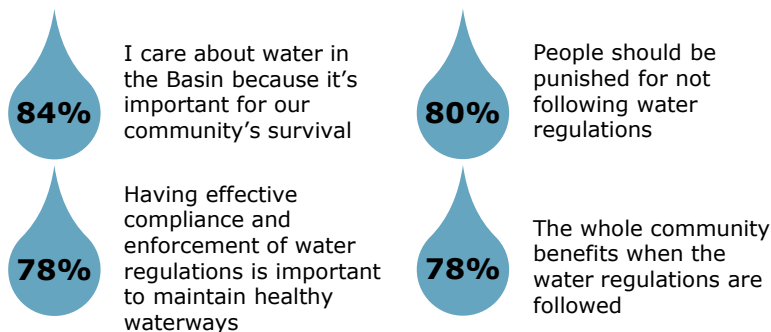 84%
I care about water in
the Basin because it's
important for our
community's survival
80%
People should be
punished for not
following water
regulations
78%
Having effective
compliance and
enforcement of water
regulations is important
to maintain healthy
waterways
78%
The whole community
benefits when the
water regulations are
followed